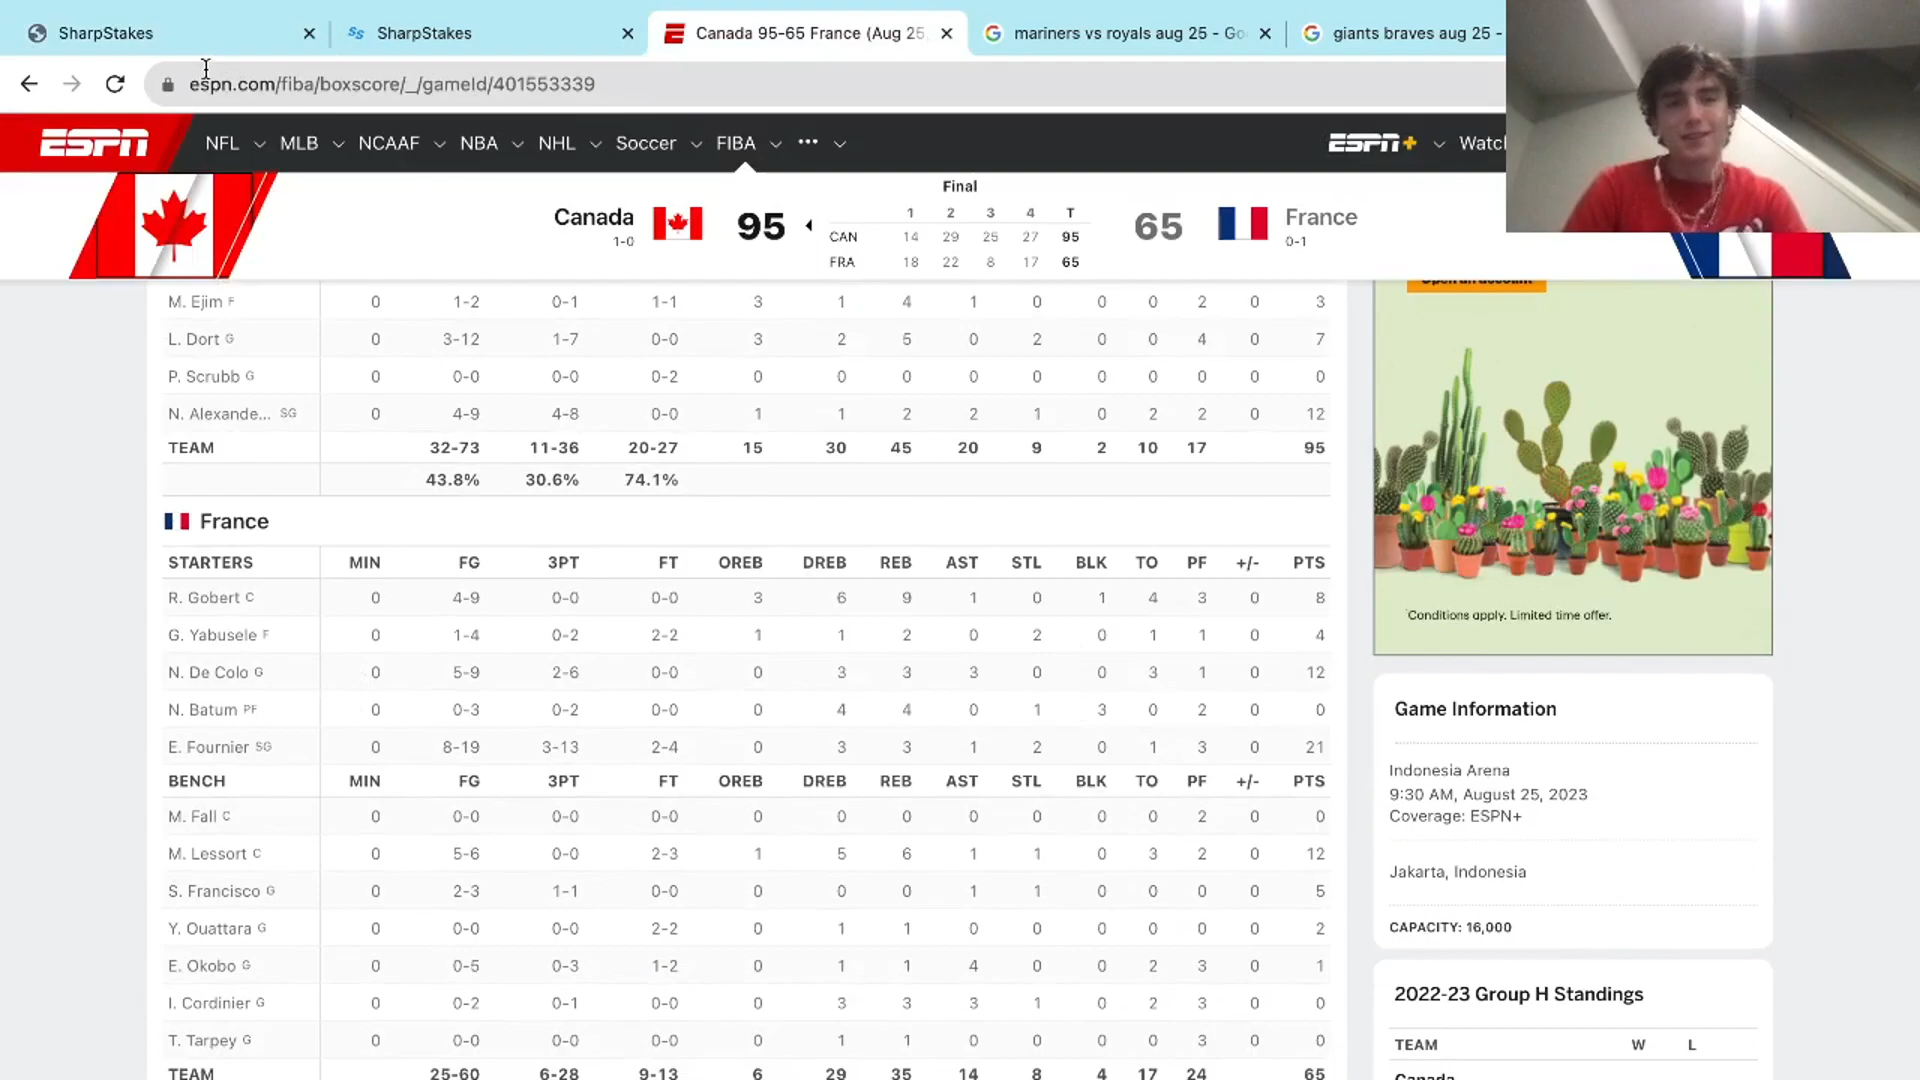 SharpStakes
SharpStakes
Canada 95-65 France (Aug 25,
mariners vs royals aug 25 - Go
giants braves aug 25 -
espn.com/fiba/boxscore/_/gameId/401553339
ESPN NFL MLB NCAAF NBA NHL Soccer FIBA ••• ESPN+ Watch
Final
Canada 1-0 95
1 2 3 4 T
CAN 14 29 25 27 95
FRA 18 22 8 17 65
65 France 0-1
M. Ejim F 0 1-2 0-1 1-1 3 1 4 1 0 0 0 2 0 3
L. Dort G 0 3-12 1-7 0-0 3 2 5 0 2 0 0 4 0 7
P. Scrubb G 0 0-0 0-0 0-2 0 0 0 0 0 0 0 0 0 0
N. Alexande... SG 0 4-9 4-8 0-0 1 1 2 2 1 0 2 2 0 12
TEAM 32-73 11-36 20-27 15 30 45 20 9 2 10 17 95
43.8% 30.6% 74.1%
France
STARTERS MIN FG 3PT FT OREB DREB REB AST STL BLK TO PF +/- PTS
R. Gobert C 0 4-9 0-0 0-0 3 6 9 1 0 1 4 3 0 8
G. Yabusele F 0 1-4 0-2 2-2 1 1 2 0 2 0 1 1 0 4
N. De Colo G 0 5-9 2-6 0-0 0 3 3 3 0 0 3 1 0 12
N. Batum PF 0 0-3 0-2 0-0 0 4 4 0 1 3 0 2 0 0
E. Fournier SG 0 8-19 3-13 2-4 0 3 3 1 2 0 1 3 0 21
BENCH MIN FG 3PT FT OREB DREB REB AST STL BLK TO PF +/- PTS
M. Fall C 0 0-0 0-0 0-0 0 0 0 0 0 0 0 2 0 0
M. Lessort C 0 5-6 0-0 2-3 1 5 6 1 1 0 3 2 0 12
S. Francisco G 0 2-3 1-1 0-0 0 0 0 1 1 0 0 0 0 5
Y. Ouattara G 0 0-0 0-0 2-2 0 1 1 0 0 0 0 0 0 2
E. Okobo G 0 0-5 0-3 1-2 0 1 1 4 0 0 2 3 0 1
I. Cordinier G 0 0-2 0-1 0-0 0 3 3 3 1 0 2 3 0 0
T. Tarpey G 0 0-0 0-0 0-0 0 1 1 0 0 0 0 3 0 0
TEAM 25-60 6-28 9-13 6 29 35 14 8 4 17 24 65
Open an account
*Conditions apply. Limited time offer.
Game Information
Indonesia Arena
9:30 AM, August 25, 2023
Coverage: ESPN+
Jakarta, Indonesia
CAPACITY: 16,000
2022-23 Group H Standings
TEAM W L
Canada